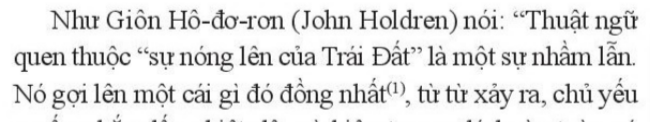 Như Giôn Hô-đơ-rơn (John Holdren) nói: “Thuật ngữ
quen thuộc “sự nóng lên của Trái Đất” là một sự nhầm lẫn.
Nó gợi lên một cái gì đó đồng nhất⁽¹⁾, từ từ xảy ra, chủ yếu